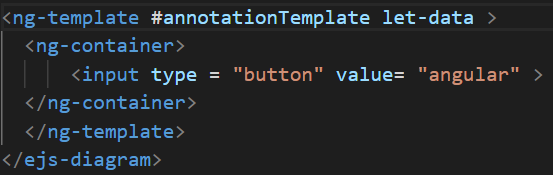 <ng-template #annotationTemplate let-data >
<ng-container>
<input type = "button" value= "angular" >
</ng-container>
</ng-template>
</ejs-diagram>